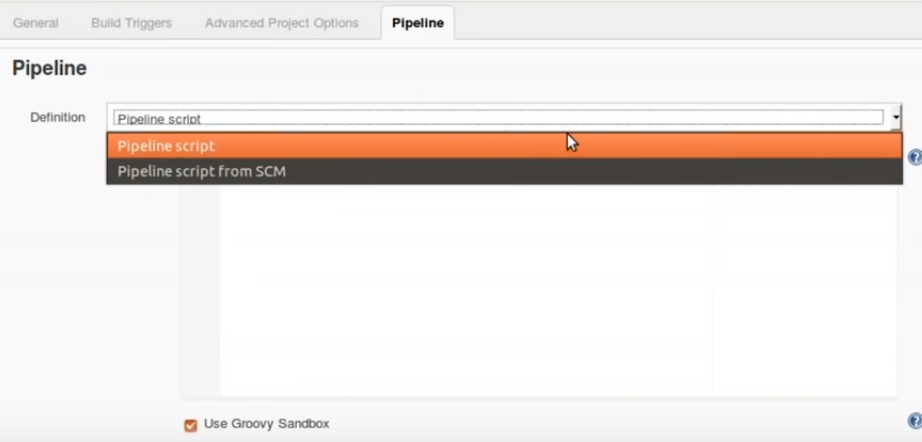 General Build Triggers Advanced Project Options Pipeline
Pipeline
Definition Pipeline script
Pipeline script
Pipeline script from SCM
Use Groovy Sandbox